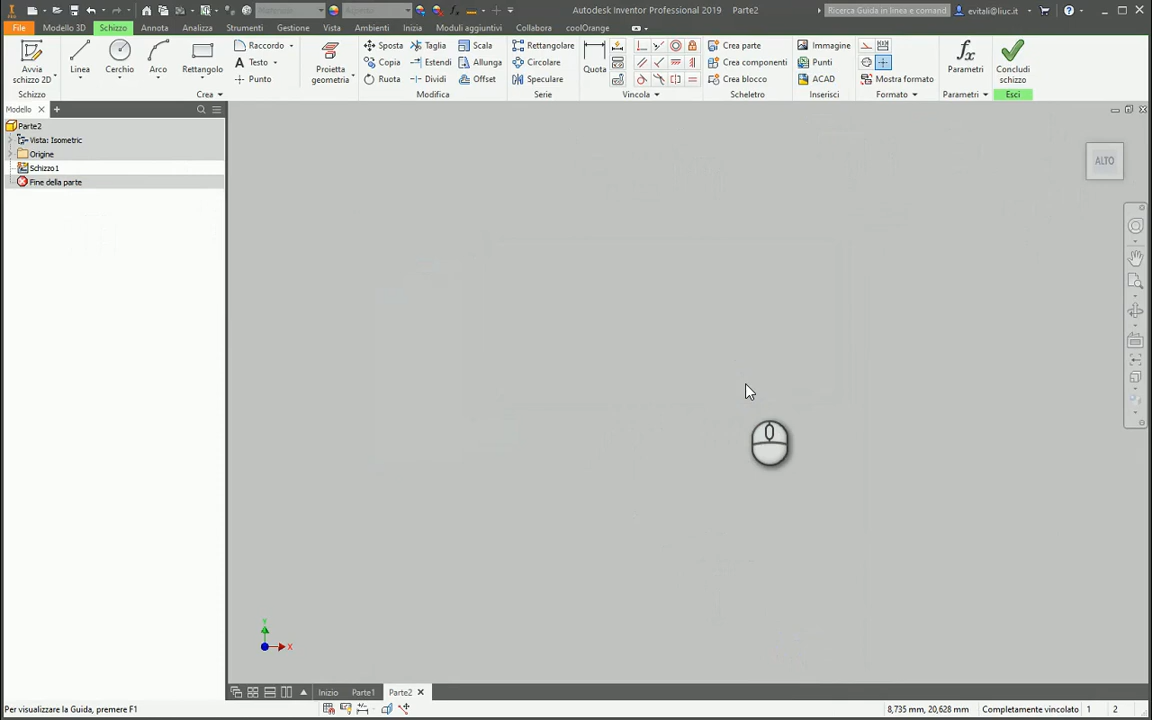 Autodesk Inventor Professional 2019 Parte2
Ricerca Guida in linea e comand
evitali@liuc.it
File Modello 3D Schizzo Annota Analizza Strumenti Gestione Vista Ambienti Inizia Moduli aggiuntivi Collabora coolOrange
Avvia schizzo 2D
Linea
Cerchio
Arco
Rettangolo
Raccordo
Testo
Punto
Proietta geometria
Sposta
Copia
Ruota
Taglia
Estendi
Dividi
Scala
Allunga
Offset
Rettangolare
Circolare
Speculare
Quota
Crea parte
Crea componenti
Crea blocco
Immagine
Punti
ACAD
Mostra formato
Parametri
Concludi schizzo
Schizzo Crea Modifica Serie Vincola Scheletro Inserisci Formato Parametri Esci
Modello
Parte2
Vista: Isometric
Origine
Schizzo1
Fine della parte
ALTO
Y
X
Inizio Parte1 Parte2
Per visualizzare la Guida, premere F1
8,735 mm, 20,628 mm Completamente vincolato 1 2